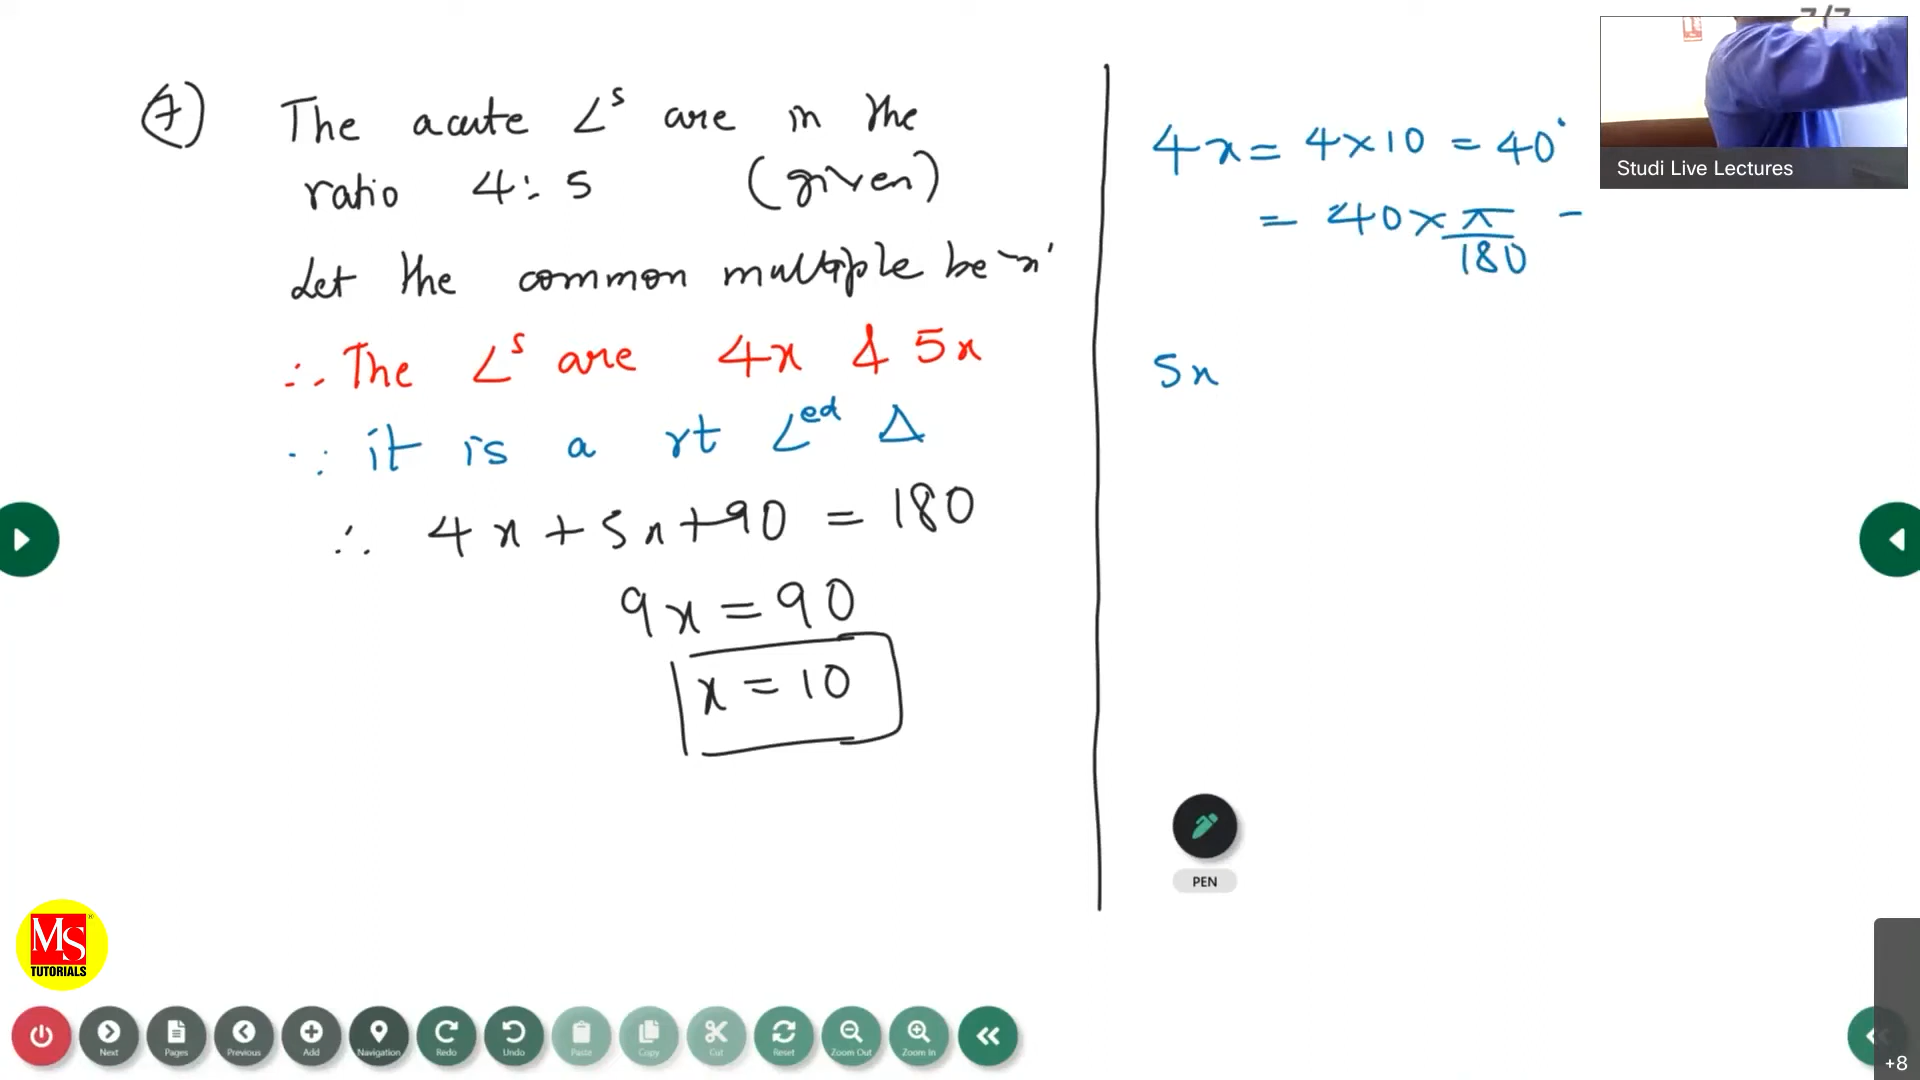 7) The acute ∠s are in the
ratio 4 : 5 (given)
Let the common multiple be 'x'
∴ The ∠s are 4x & 5x
∵ it is a rt ∠ed Δ
∴ 4x + 5x + 90 = 180
9x = 90
x = 10
4x = 4 × 10 = 40°
= 40 × π/180 =
5x
7/7
Studi Live Lectures
PEN
MS
TUTORIALS
Next
Pages
Previous
Add
Navigation
Redo
Undo
Paste
Copy
Cut
Reset
Zoom Out
Zoom In
+8